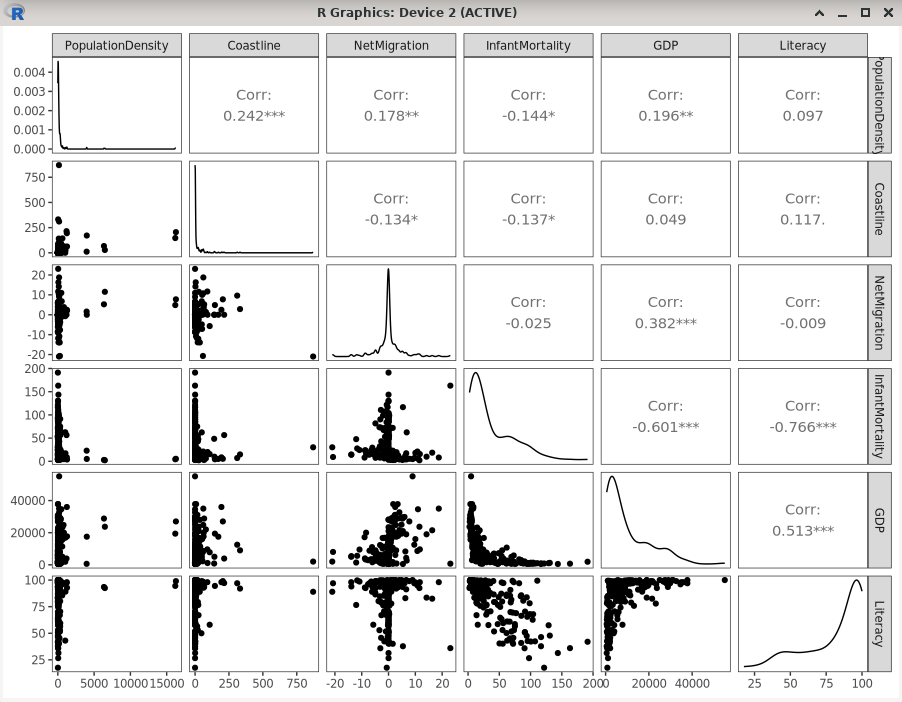 R Graphics: Device 2 (ACTIVE)
PopulationDensity Coastline NetMigration InfantMortality GDP Literacy
0.004
0.003
0.002
0.001
0.000
Corr:
0.242***
Corr:
0.178**
Corr:
-0.144*
Corr:
0.196**
Corr:
0.097
PopulationDensity
750
500
250
0
Corr:
-0.134*
Corr:
-0.137*
Corr:
0.049
Corr:
0.117.
Coastline
20
10
0
-10
-20
Corr:
-0.025
Corr:
0.382***
Corr:
-0.009
NetMigration
200
150
100
50
0
Corr:
-0.601***
Corr:
-0.766***
InfantMortality
40000
20000
0
Corr:
0.513***
GDP
100
75
50
25
Literacy
0 5000 10000 15000 0 250 500 750 -20 -10 0 10 20 0 50 100 150 200 0 20000 40000 25 50 75 100